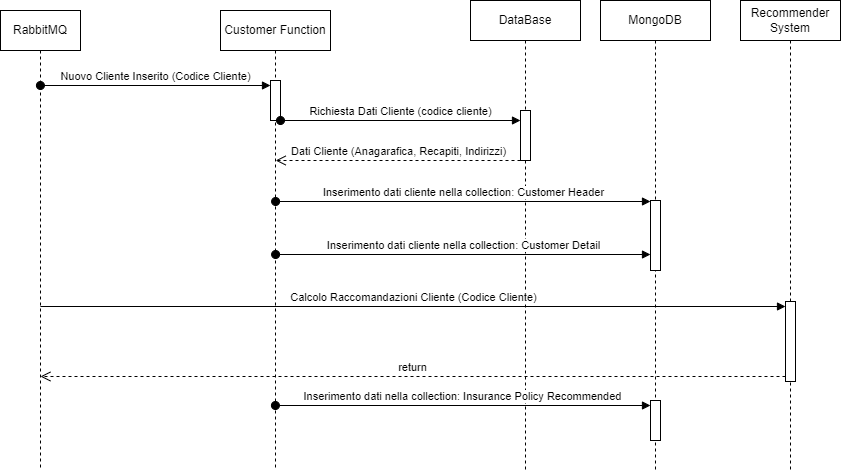 RabbitMQ
Customer Function
DataBase
MongoDB
Recommender
System
Nuovo Cliente Inserito (Codice Cliente)
Richiesta Dati Cliente (codice cliente)
Dati Cliente (Anagarafica, Recapiti, Indirizzi)
Inserimento dati cliente nella collection: Customer Header
Inserimento dati cliente nella collection: Customer Detail
Calcolo Raccomandazioni Cliente (Codice Cliente)
return
Inserimento dati nella collection: Insurance Policy Recommended